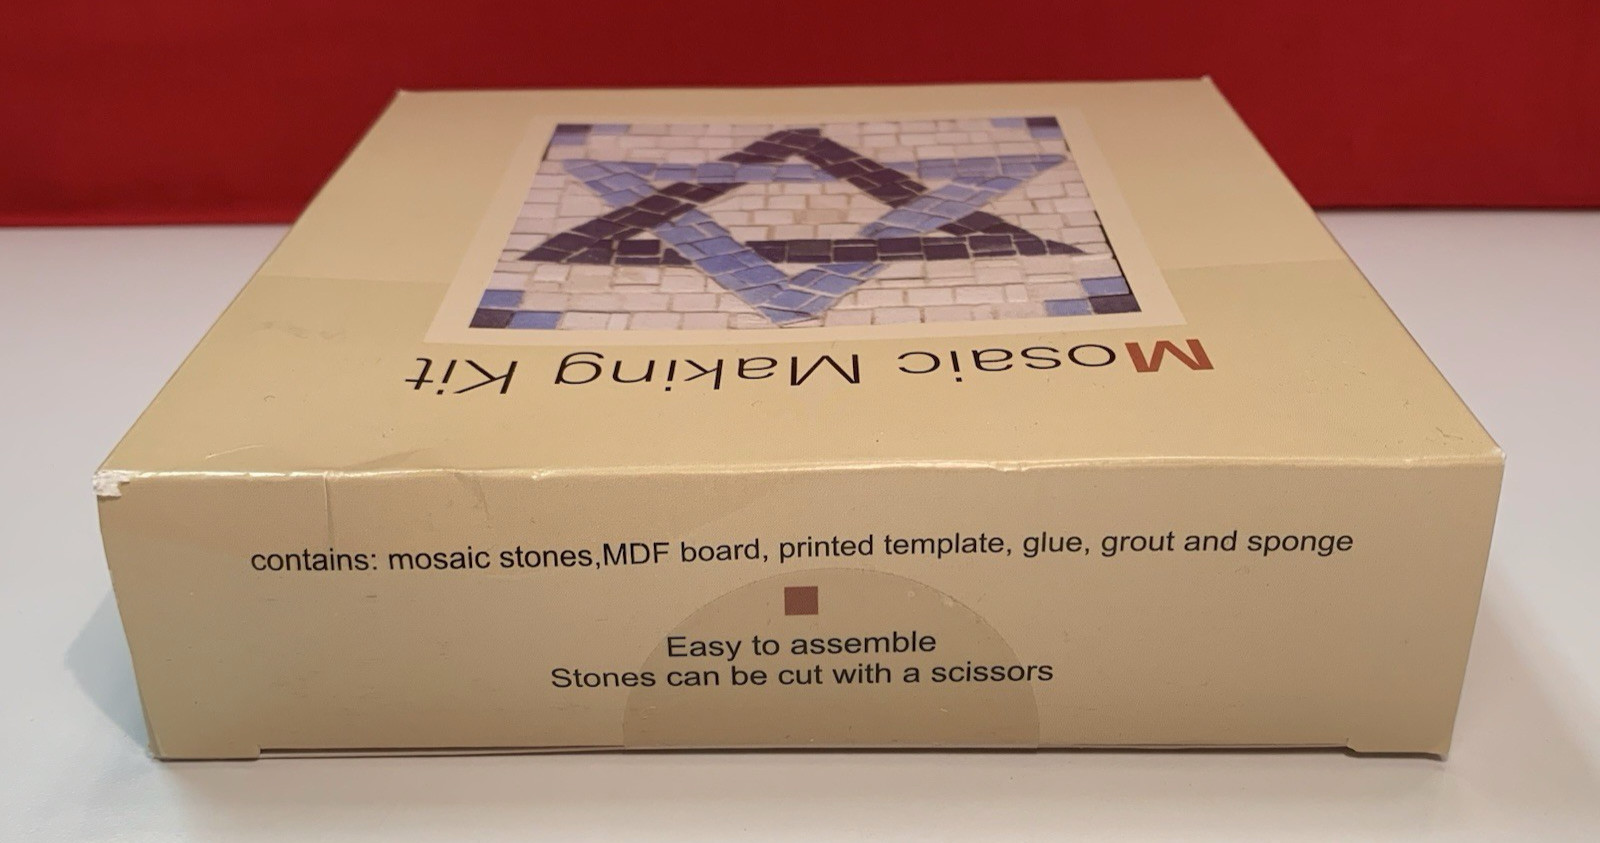 Mosaic Making Kit
contains: mosaic stones,MDF board, printed template, glue, grout and sponge
Easy to assemble
Stones can be cut with a scissors